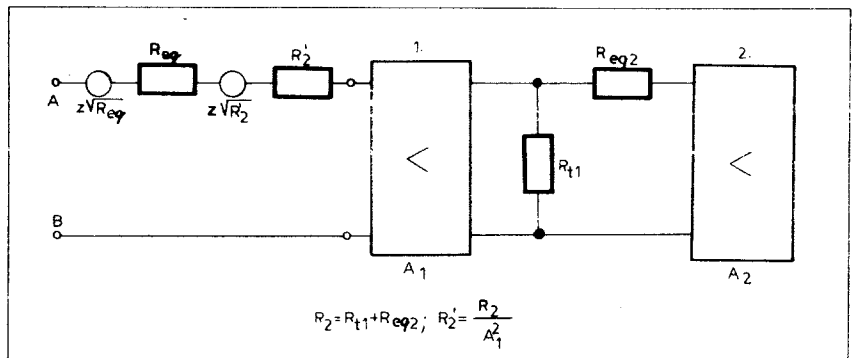 R_eq R'_2 1. R_eq2 2.
A z√R_eq z√R'_2
< R_t1 <
B
A_1 A_2
R_2=R_t1+R_eq2; R'_2=R_2/A_1^2